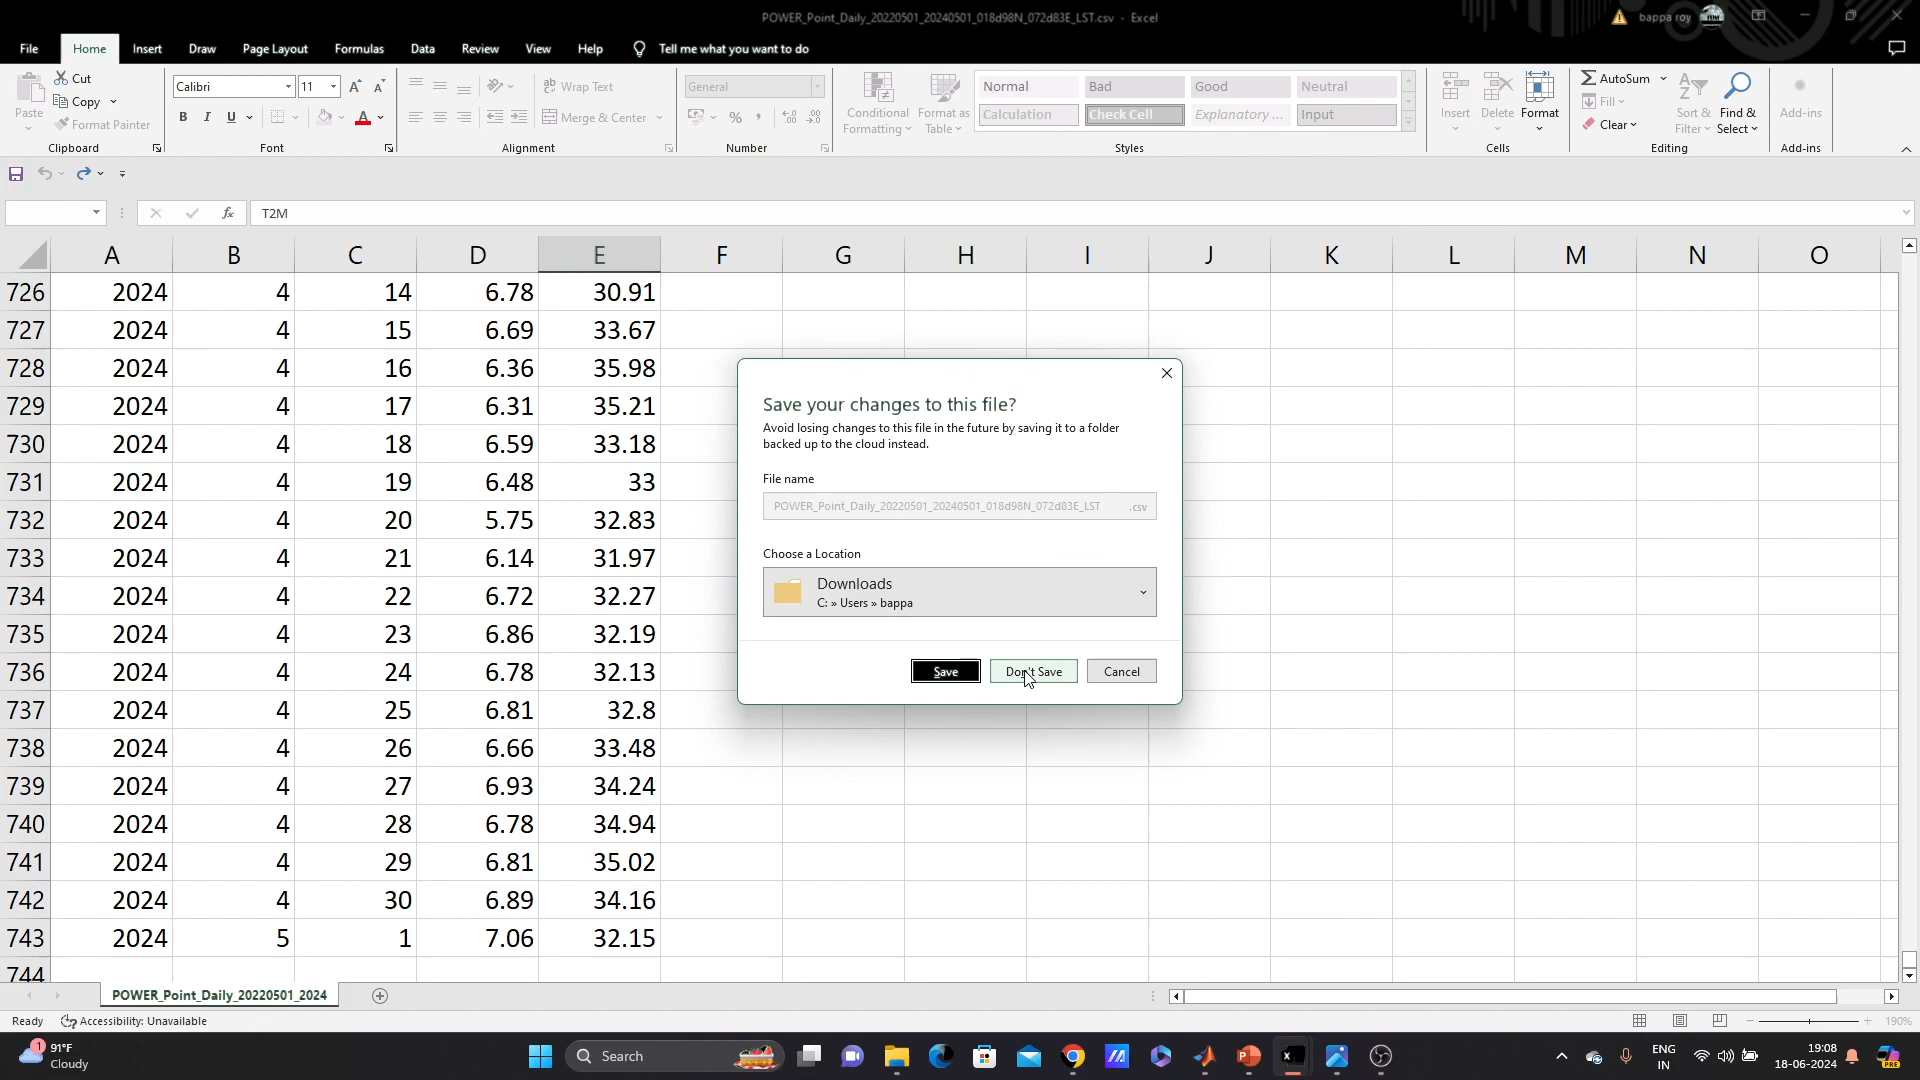 POWER_Point_Daily_20220501_20240501_018d98N_072d83E_LST.csv - Excel
bappa roy
File Home Insert Draw Page Layout Formulas Data Review View Help Tell me what you want to do
Paste
Cut
Copy
Format Painter
Clipboard
Calibri 11
B I U
Font
Wrap Text
Merge & Center
Alignment
General
Number
Conditional Formatting
Format as Table
Normal Bad Good Neutral
Calculation Check Cell Explanatory ... Input
Styles
Insert Delete Format
Cells
AutoSum
Fill
Clear
Sort & Filter
Find & Select
Editing
Add-ins
Add-ins
fx T2M
A B C D E F G H I J K L M N O
726 2024 4 14 6.78 30.91
727 2024 4 15 6.69 33.67
728 2024 4 16 6.36 35.98
729 2024 4 17 6.31 35.21
730 2024 4 18 6.59 33.18
731 2024 4 19 6.48 33
732 2024 4 20 5.75 32.83
733 2024 4 21 6.14 31.97
734 2024 4 22 6.72 32.27
735 2024 4 23 6.86 32.19
736 2024 4 24 6.78 32.13
737 2024 4 25 6.81 32.8
738 2024 4 26 6.66 33.48
739 2024 4 27 6.93 34.24
740 2024 4 28 6.78 34.94
741 2024 4 29 6.81 35.02
742 2024 4 30 6.89 34.16
743 2024 5 1 7.06 32.15
744
Save your changes to this file?
Avoid losing changes to this file in the future by saving it to a folder
backed up to the cloud instead.
File name
POWER_Point_Daily_20220501_20240501_018d98N_072d83E_LST .csv
Choose a Location
Downloads
C: » Users » bappa
Save Don't Save Cancel
POWER_Point_Daily_20220501_2024
Ready Accessibility: Unavailable
190%
1
91°F
Cloudy
Search
ENG
IN
19:08
18-06-2024
PRE